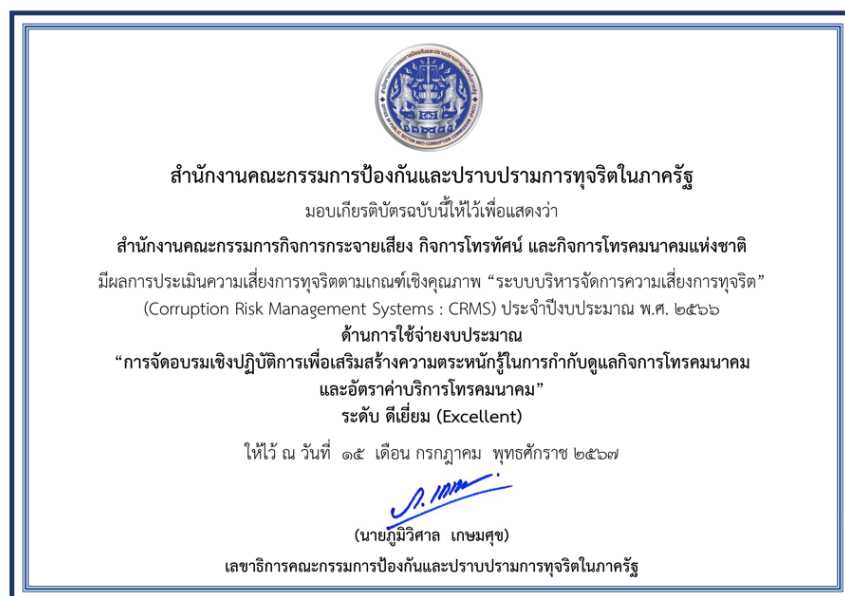 สำนักงานคณะกรรมการป้องกันและปราบปรามการทุจริตในภาครัฐ
มอบเกียรติบัตรฉบับนี้ให้ไว้เพื่อแสดงว่า
สำนักงานคณะกรรมการกิจการกระจายเสียง กิจการโทรทัศน์ และกิจการโทรคมนาคมแห่งชาติ
มีผลการประเมินความเสี่ยงการทุจริตตามเกณฑ์เชิงคุณภาพ “ระบบบริหารจัดการความเสี่ยงการทุจริต”
(Corruption Risk Management Systems : CRMS) ประจำปีงบประมาณ พ.ศ. ๒๕๖๖
ด้านการใช้จ่ายงบประมาณ
“การจัดอบรมเชิงปฏิบัติการเพื่อเสริมสร้างความตระหนักรู้ในการกำกับดูแลกิจการโทรคมนาคม
และอัตราค่าบริการโทรคมนาคม”
ระดับ ดีเยี่ยม (Excellent)
ให้ไว้ ณ วันที่ ๑๕ เดือน กรกฎาคม พุทธศักราช ๒๕๖๗
(นายภูมิวิศาล เกษมศุข)
เลขาธิการคณะกรรมการป้องกันและปราบปรามการทุจริตในภาครัฐ